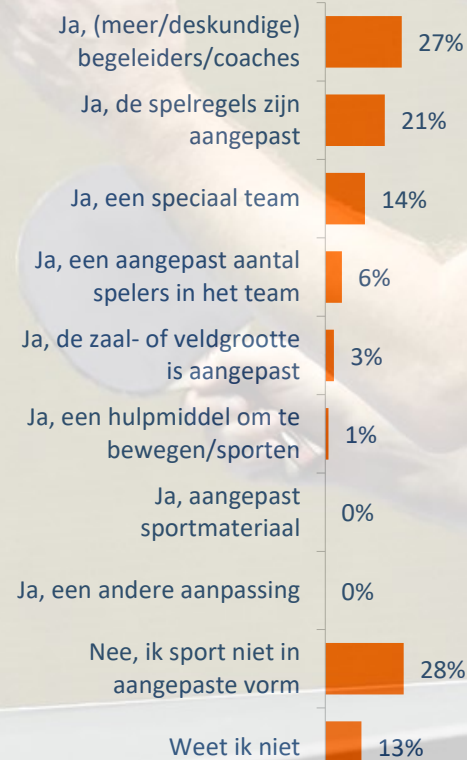 Ja, (meer/deskundige)
begeleiders/coaches
27%
Ja, de spelregels zijn
aangepast
21%
Ja, een speciaal team
14%
Ja, een aangepast aantal
spelers in het team
6%
Ja, de zaal- of veldgrootte
is aangepast
3%
Ja, een hulpmiddel om te
bewegen/sporten
1%
Ja, aangepast
sportmateriaal
0%
Ja, een andere aanpassing
0%
Nee, ik sport niet in
aangepaste vorm
28%
Weet ik niet
13%